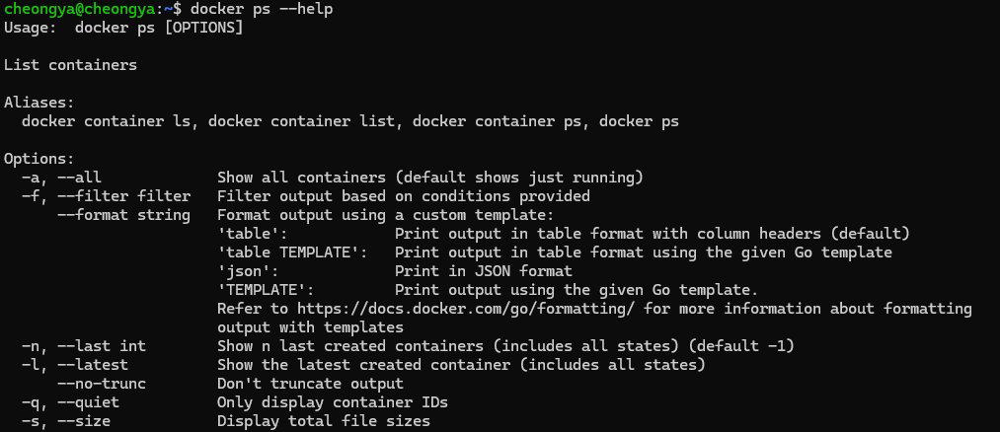 cheongya@cheongya:~$ docker ps --help
Usage:  docker ps [OPTIONS]

List containers

Aliases:
  docker container ls, docker container list, docker container ps, docker ps

Options:
  -a, --all             Show all containers (default shows just running)
  -f, --filter filter   Filter output based on conditions provided
      --format string   Format output using a custom template:
                        'table':            Print output in table format with column headers (default)
                        'table TEMPLATE':   Print output in table format using the given Go template
                        'json':             Print in JSON format
                        'TEMPLATE':         Print output using the given Go template.
                        Refer to https://docs.docker.com/go/formatting/ for more information about formatting
                        output with templates
  -n, --last int        Show n last created containers (includes all states) (default -1)
  -l, --latest          Show the latest created container (includes all states)
      --no-trunc        Don't truncate output
  -q, --quiet           Only display container IDs
  -s, --size            Display total file sizes